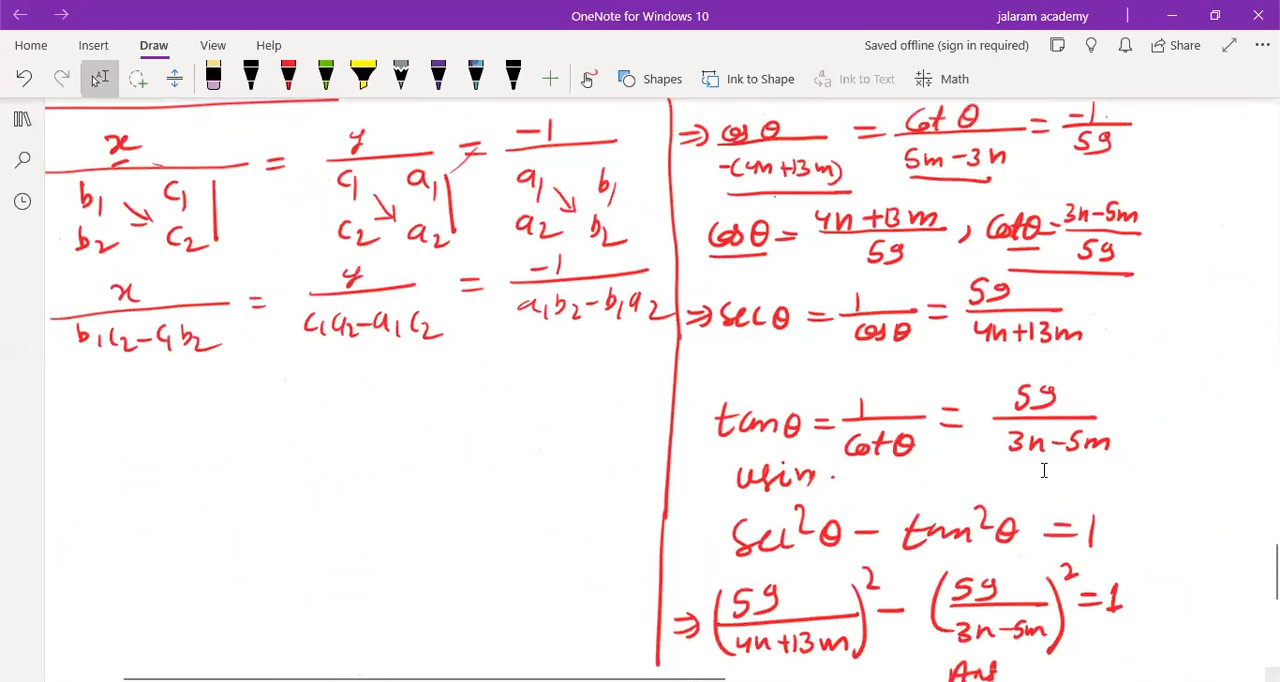 OneNote for Windows 10
jalaram academy
Home Insert Draw View Help
Saved offline (sign in required)
Share
Shapes
Ink to Shape
Ink to Text
Math
x / (b₁ c₁ b₂ c₂) = y / (c₁ a₁ c₂ a₂) = -1 / (a₁ b₁ a₂ b₂)
x / (b₁c₂-c₁b₂) = y / (c₁a₂-a₁c₂) = -1 / (a₁b₂-b₁a₂)
⇒ cosθ / -(4n+13m) = cotθ / (5m-3n) = -1 / 59
cosθ = (4n+13m) / 59, cotθ = (3n-5m) / 59
⇒ secθ = 1 / cosθ = 59 / (4n+13m)
tanθ = 1 / cotθ = 59 / (3n-5m)
usin.
sec²θ - tan²θ = 1
⇒ (59 / (4n+13m))² - (59 / (3n-5m))² = 1
Ans